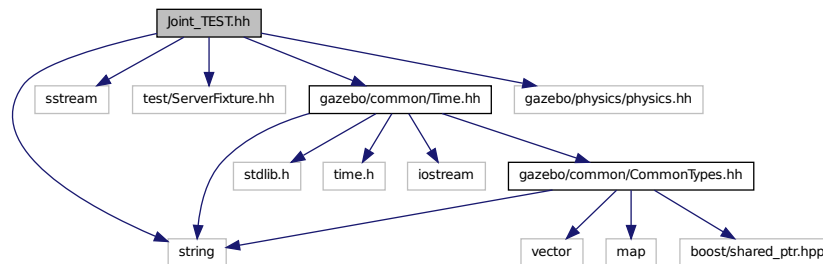 Joint_TEST.hh
sstream
test/ServerFixture.hh
gazebo/common/Time.hh
gazebo/physics/physics.hh
stdlib.h
time.h
iostream
gazebo/common/CommonTypes.hh
string
vector
map
boost/shared_ptr.hpp